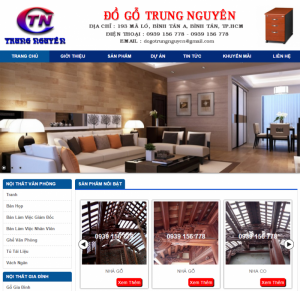 TN
TRUNG NGUYÊN
ĐỒ GỖ TRUNG NGUYÊN
ĐỊA CHỈ : 193 MÃ LÒ, BÌNH TÂN A, BÌNH TÂN, TP.HCM
ĐIỆN THOẠI : 0939 156 778 - 0939 156 778
EMAIL : dogotrungnguyen@gmail.com
TRANG CHỦ
GIỚI THIỆU
SẢN PHẨM
DỰ ÁN
TIN TỨC
KHUYẾN MÃI
LIÊN HỆ
NỘI THẤT VĂN PHÒNG
Tranh
Bàn Họp
Bàn Làm Việc Giám Đốc
Bàn Làm Việc Nhân Viên
Ghế Văn Phòng
Tủ Tài Liệu
Vách Ngăn
NỘI THẤT GIA ĐÌNH
Gỗ Gia Đình
SẢN PHẨM NỔI BẬT
0939 156 778
0939 156 778
0939 156 778
NHÀ GỖ
NHÀ GỖ
NHÀ CO
Xem Thêm
Xem Thêm
Xem Thêm